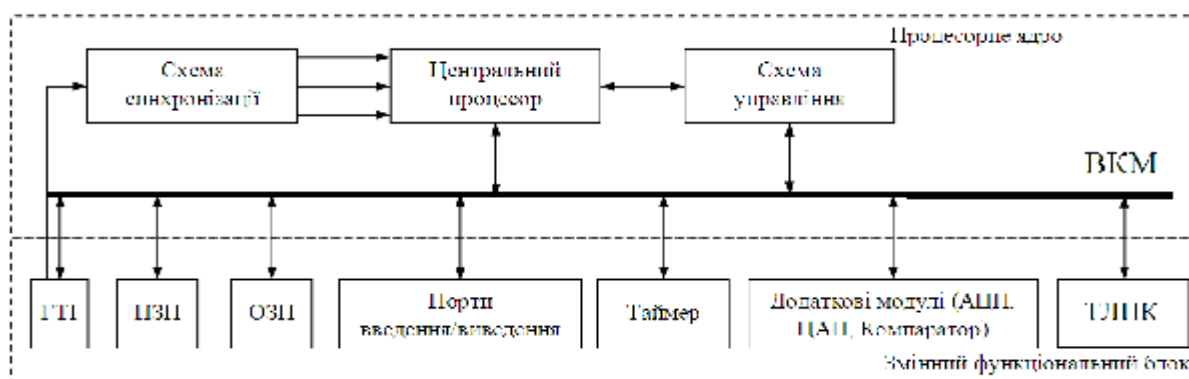 Процесорне ядро
Схема
синхронізації
Центральний
процесор
Схема
управління
ВКМ
ГТІ
ПЗП
ОЗП
Порти
введення/виведення
Таймер
Додаткові модулі (АЦП,
ЦАП, Компаратор)
Змінний функціональний блок